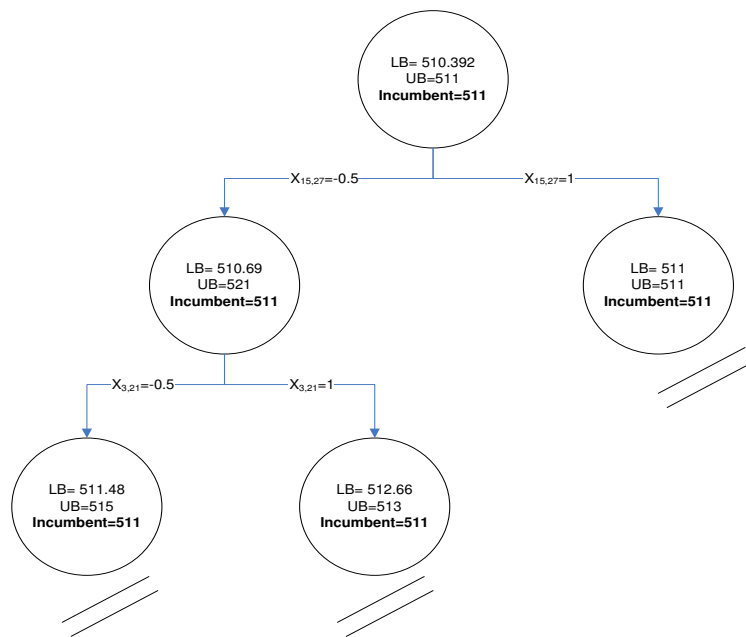 LB= 510.392
UB=511
Incumbent=511
X15,27=-0.5
X15,27=1
LB= 510.69
UB=521
Incumbent=511
LB= 511
UB=511
Incumbent=511
X3,21=-0.5
X3,21=1
LB= 511.48
UB=515
Incumbent=511
LB= 512.66
UB=513
Incumbent=511